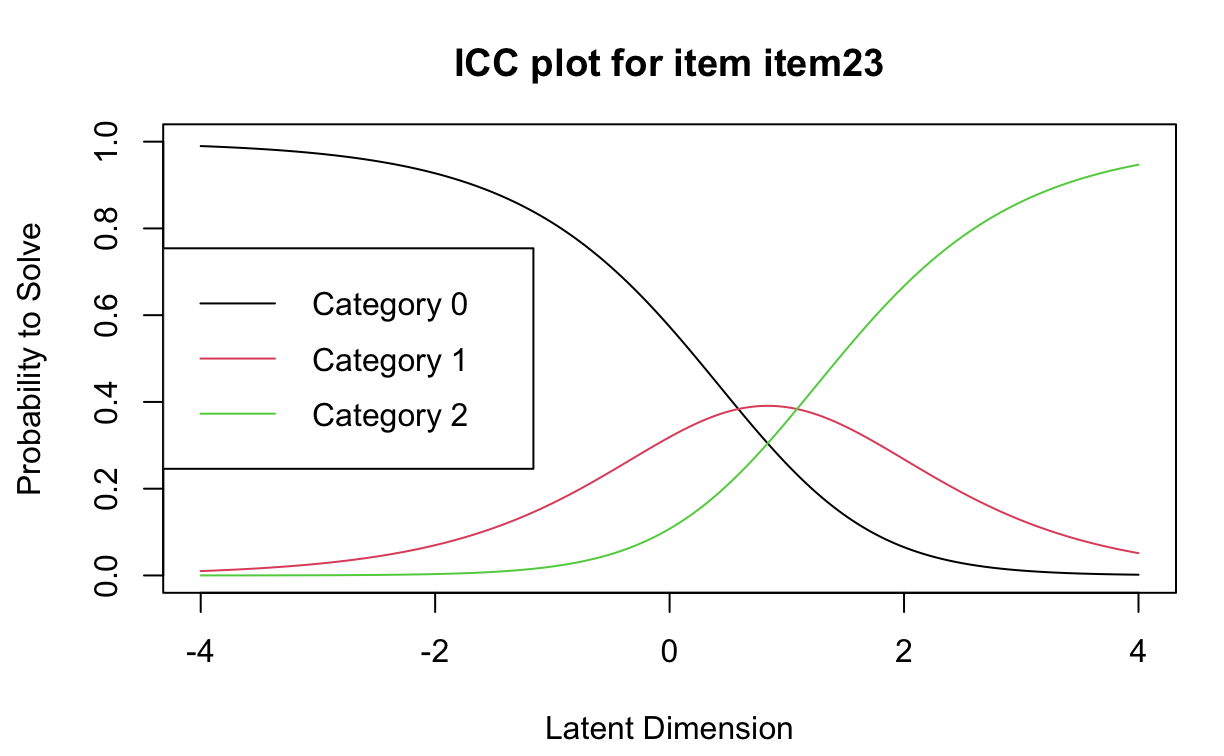 ICC plot for item item23
Probability to Solve
1.0
0.8
0.6
0.4
0.2
0.0
Category 0
Category 1
Category 2
-4 -2 0 2 4
Latent Dimension